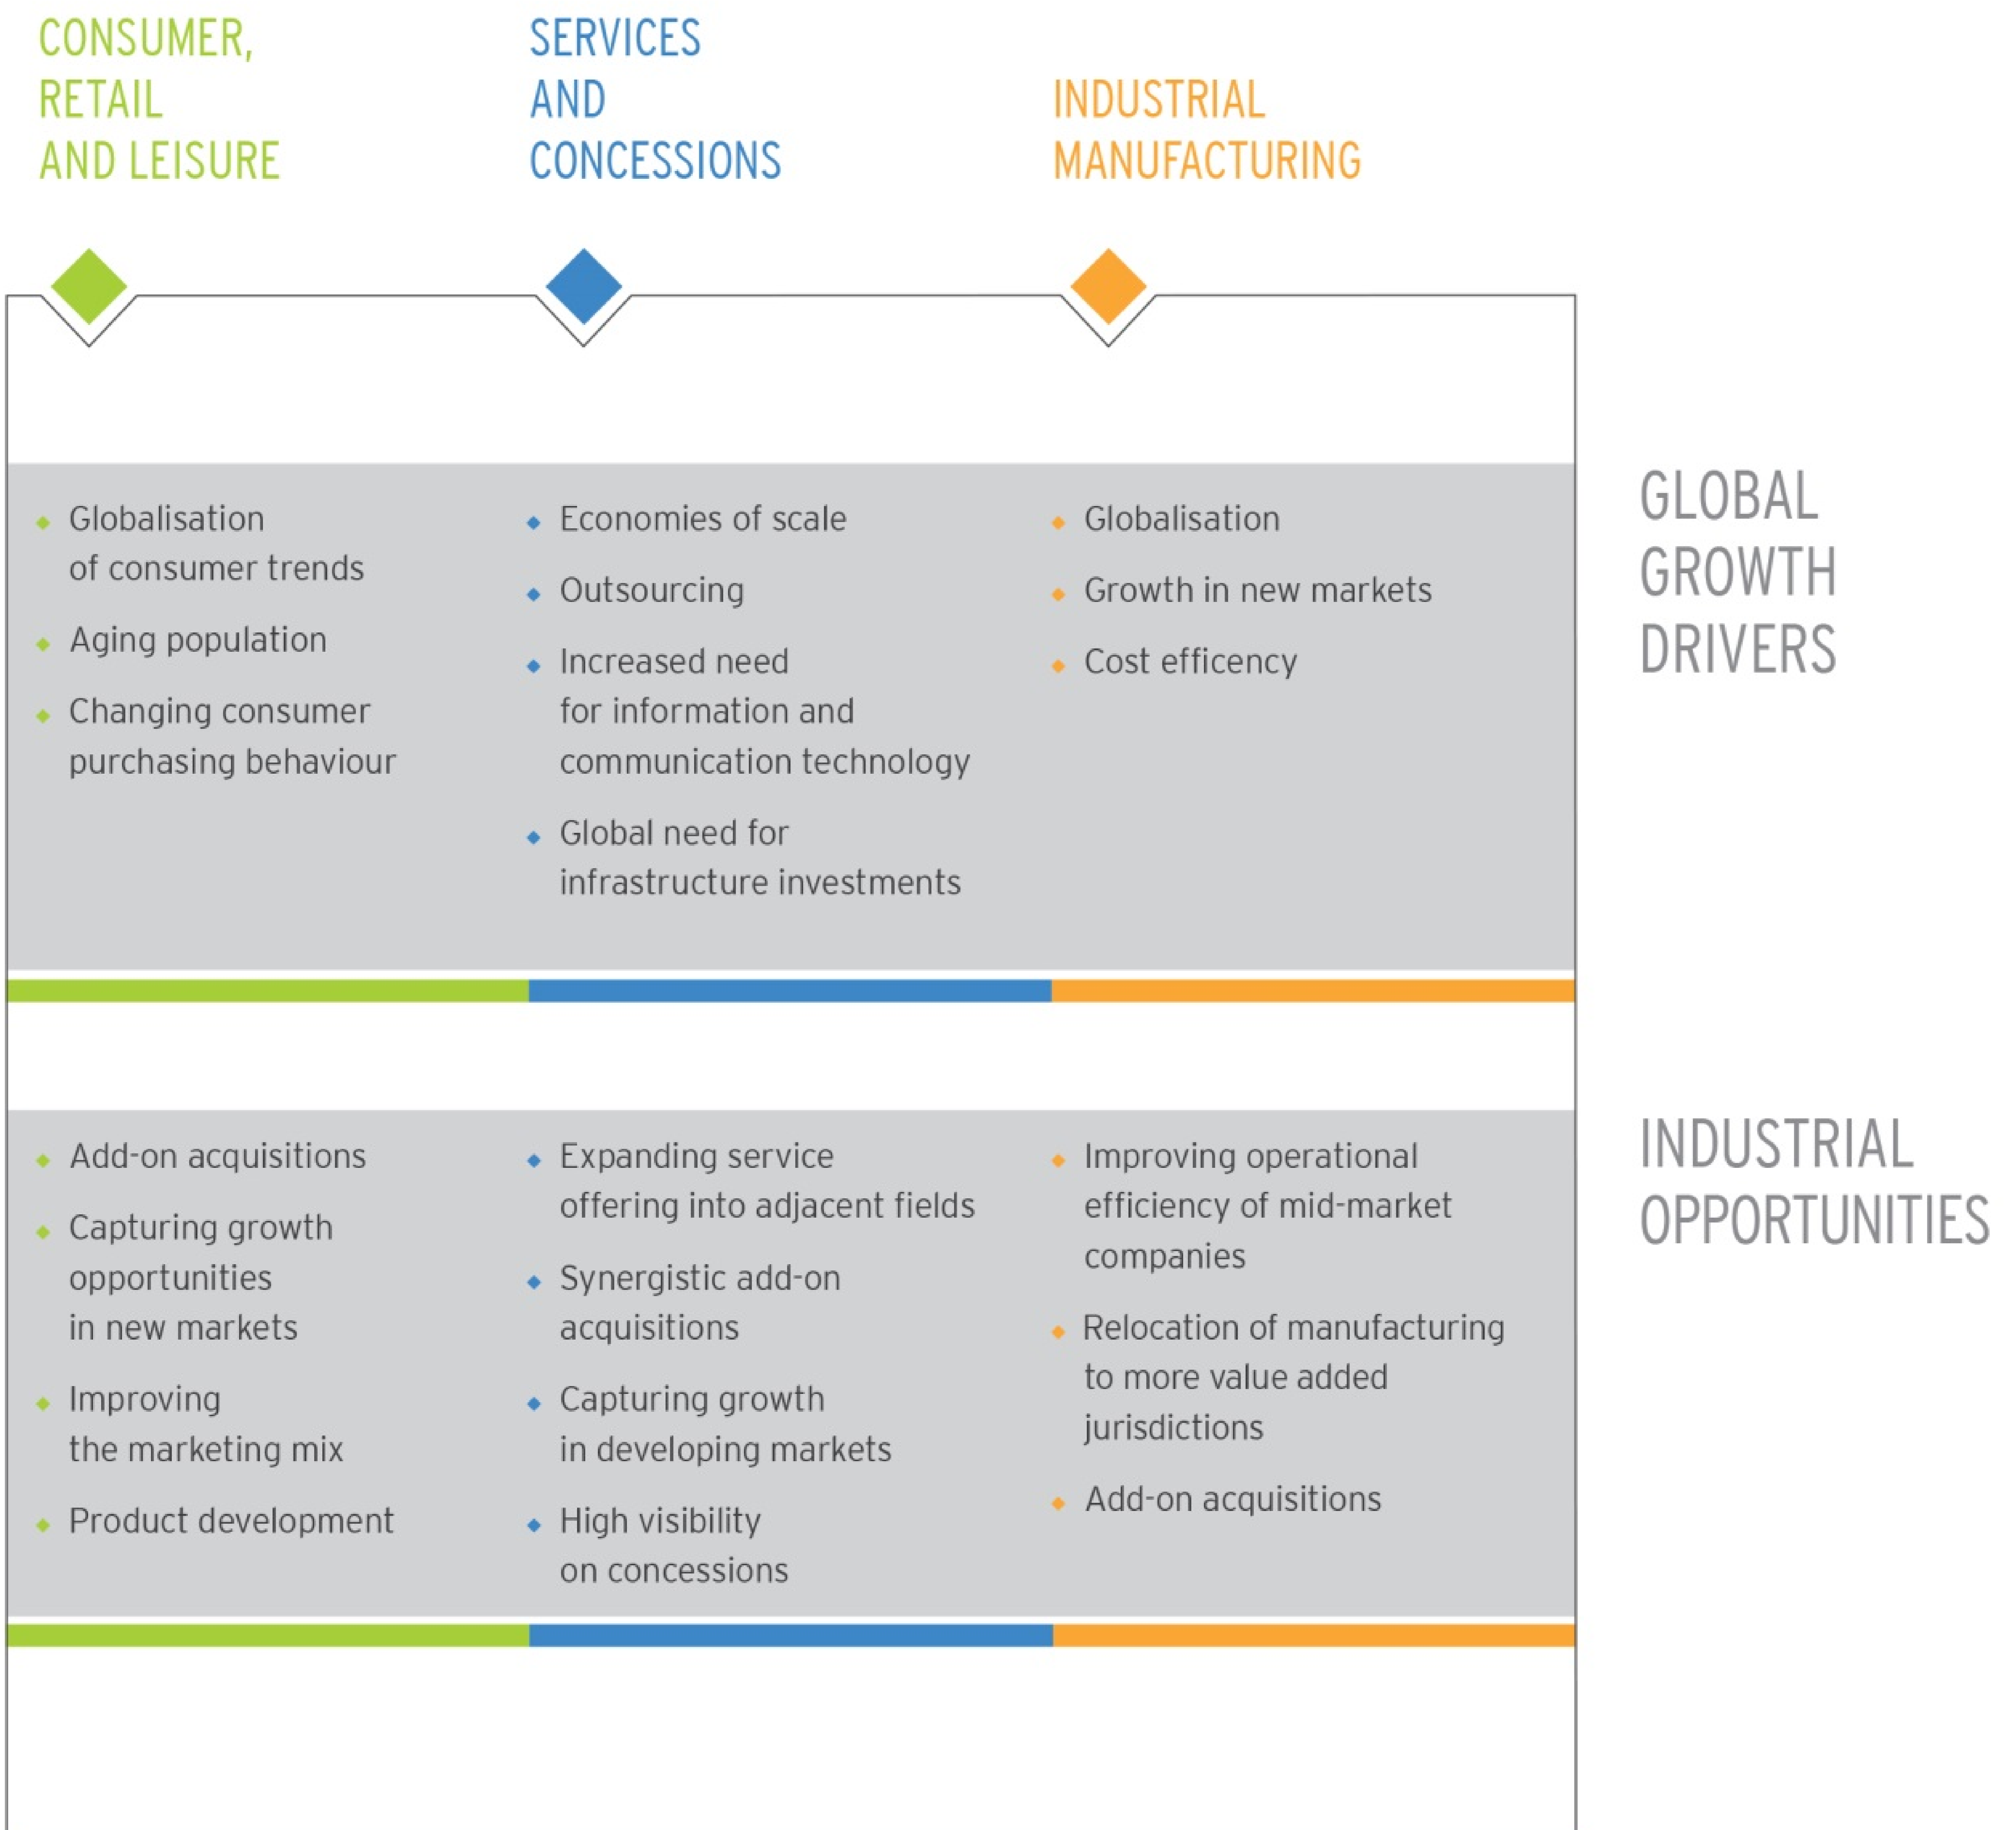 CONSUMER,
RETAIL
AND LEISURE
SERVICES
AND
CONCESSIONS
INDUSTRIAL
MANUFACTURING
GLOBAL
GROWTH
DRIVERS
Globalisation
of consumer trends
Aging population
Changing consumer
purchasing behaviour
Economies of scale
Outsourcing
Increased need
for information and
communication technology
Global need for
infrastructure investments
Globalisation
Growth in new markets
Cost efficency
INDUSTRIAL
OPPORTUNITIES
Add-on acquisitions
Capturing growth
opportunities
in new markets
Improving
the marketing mix
Product development
Expanding service
offering into adjacent fields
Synergistic add-on
acquisitions
Capturing growth
in developing markets
High visibility
on concessions
Improving operational
efficiency of mid-market
companies
Relocation of manufacturing
to more value added
jurisdictions
Add-on acquisitions